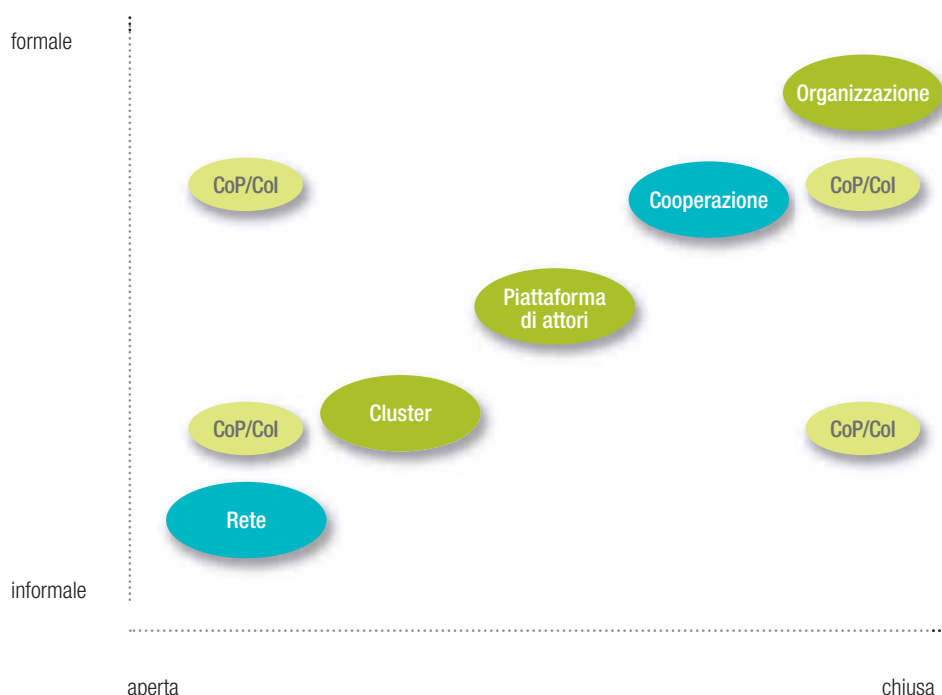 formale
Organizzazione
CoP/CoI
Cooperazione
CoP/CoI
Piattaforma
di attori
CoP/CoI
Cluster
CoP/CoI
Rete
informale
aperta
chiusa